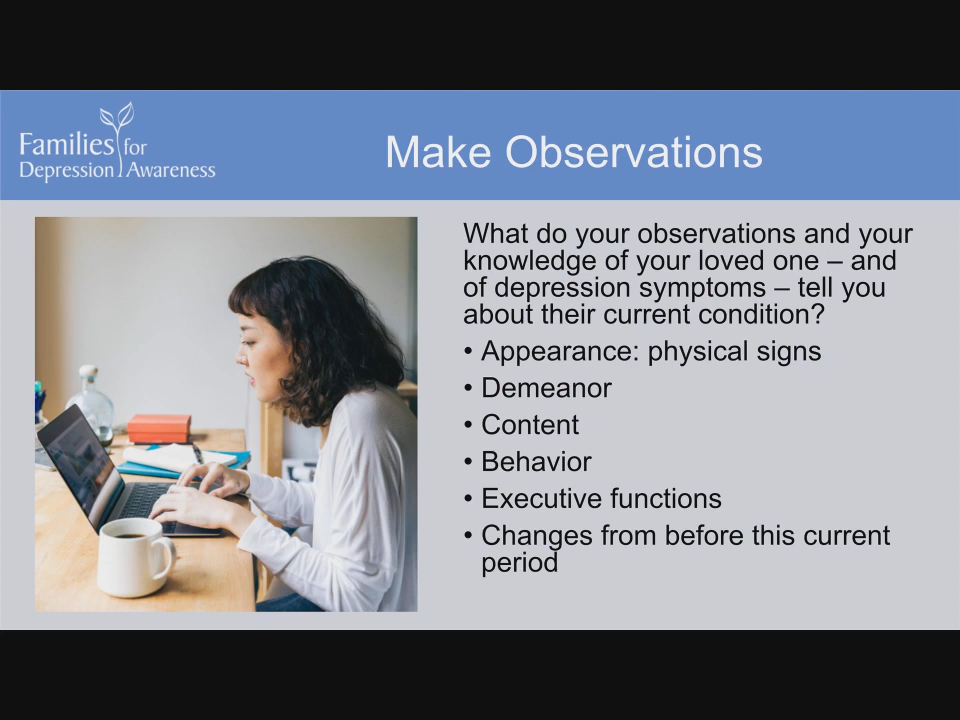 Families for
Depression Awareness
Make Observations
What do your observations and your
knowledge of your loved one – and
of depression symptoms – tell you
about their current condition?
• Appearance: physical signs
• Demeanor
• Content
• Behavior
• Executive functions
• Changes from before this current
period